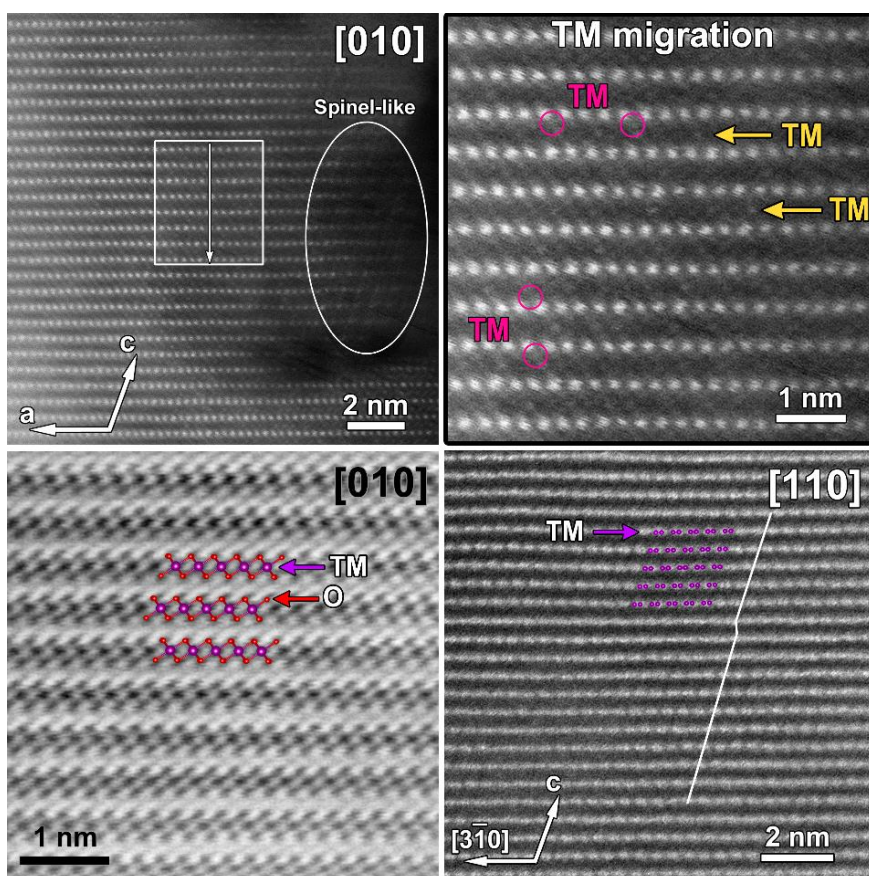 [010]
Spinel-like
c
a
2 nm
TM migration
TM
TM
TM
TM
1 nm
[010]
TM
O
1 nm
[110]
TM
c
[31̅0]
2 nm